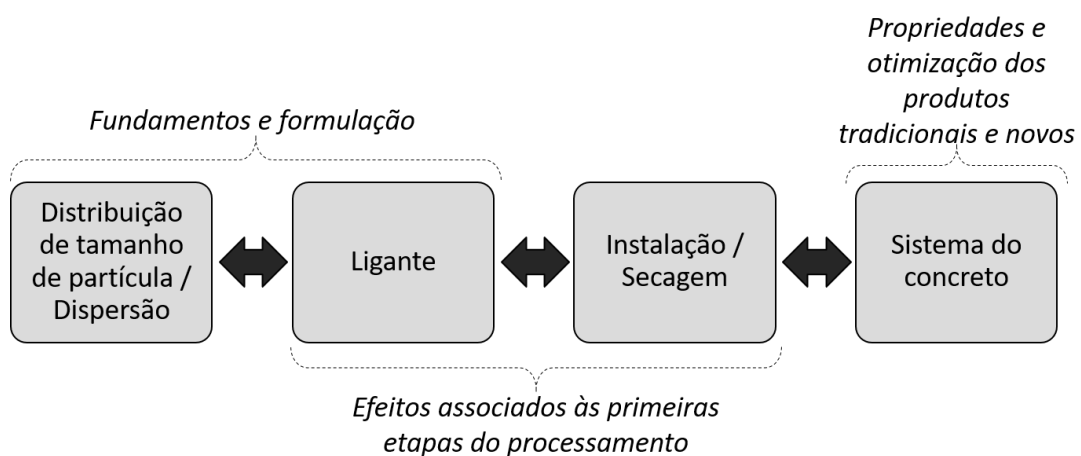 Propriedades e
otimização dos
produtos
tradicionais e novos
Fundamentos e formulação
Distribuição
de tamanho
de partícula /
Dispersão
Ligante
Instalação /
Secagem
Sistema do
concreto
Efeitos associados às primeiras
etapas do processamento